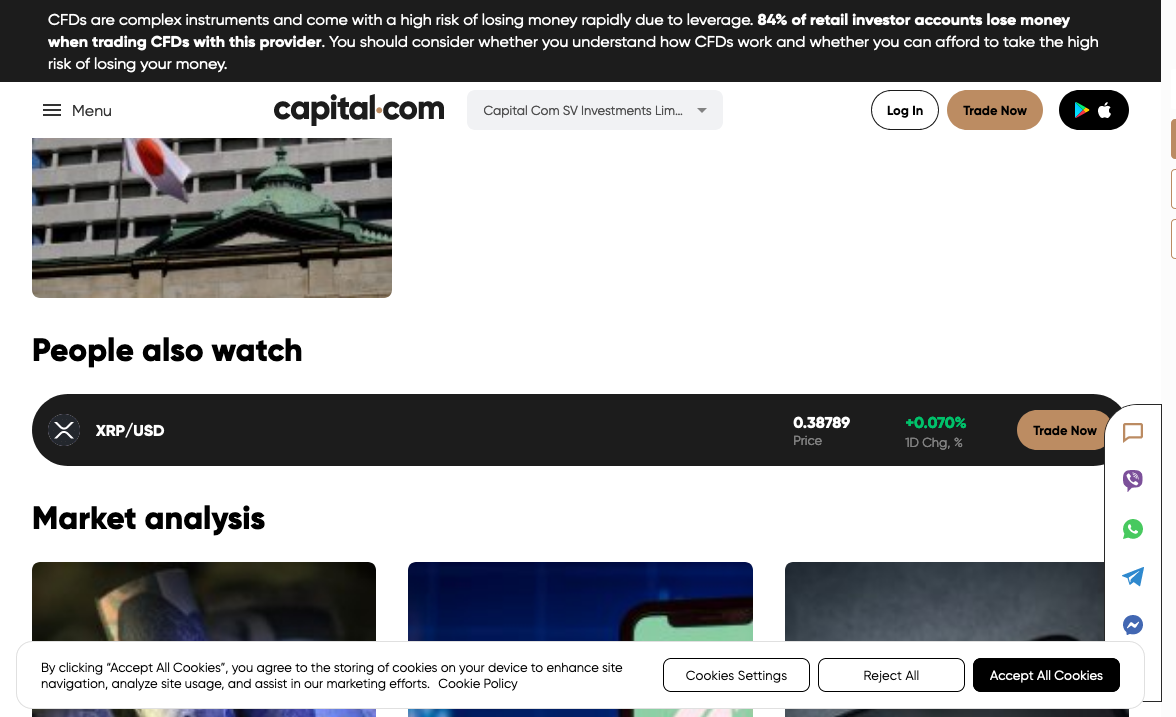 CFDs are complex instruments and come with a high risk of losing money rapidly due to leverage. 84% of retail investor accounts lose money
when trading CFDs with this provider. You should consider whether you understand how CFDs work and whether you can afford to take the high
risk of losing your money.
Menu
capital.com
Capital Com SV Investments Lim...
Log In
Trade Now
People also watch
XRP/USD
0.38789
Price
+0.070%
1D Chg, %
Trade Now
Market analysis
By clicking “Accept All Cookies”, you agree to the storing of cookies on your device to enhance site
navigation, analyze site usage, and assist in our marketing efforts. Cookie Policy
Cookies Settings
Reject All
Accept All Cookies